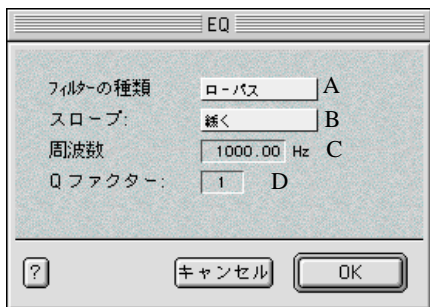 EQ
フィルターの種類 ローパス A
スロープ: 緩く B
周波数 1000.00 Hz C
Qファクター: 1 D
? キャンセル OK